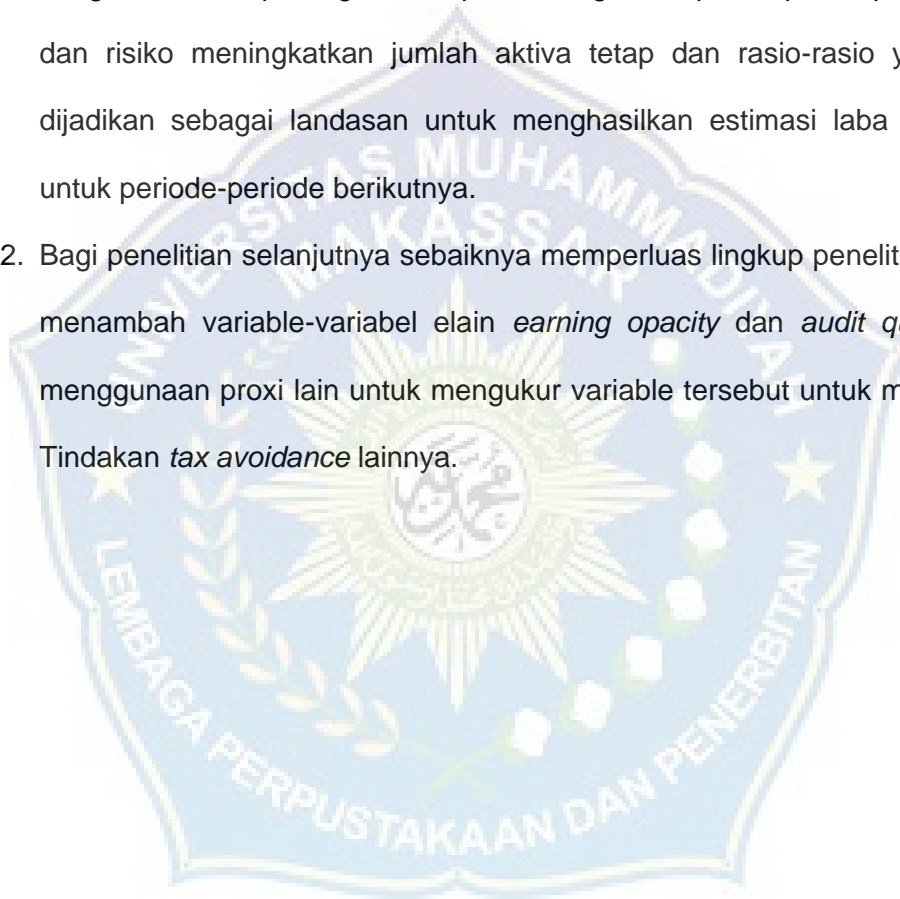 dan risiko meningkatkan jumlah aktiva tetap dan rasio-rasio
dijadikan sebagai landasan untuk menghasilkan estimasi laba
untuk periode-periode berikutnya.
2. Bagi penelitian selanjutnya sebaiknya memperluas lingkup
menambah variable-variabel elain earning opacity dan audit
menggunaan proxi lain untuk mengukur variable tersebut untuk
Tindakan tax avoidance lainnya.
UNIVERSITAS MUHAMMADIYAH
MAKASSAR
LEMBAGA PERPUSTAKAAN DAN PENERBITAN